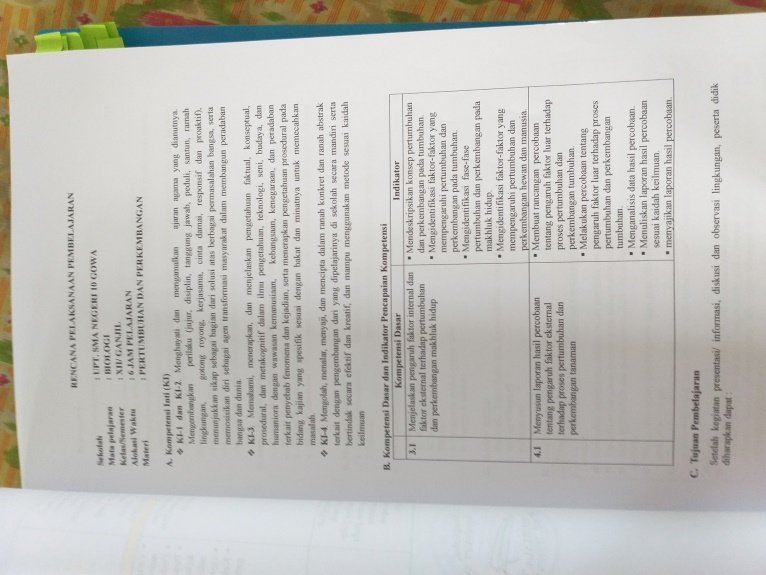 RENCANA PELAKSANAAN PEMBELAJARAN
Sekolah : UPT. SMA NEGERI 10 GOWA
Mata pelajaran : BIOLOGI
Kelas/Semester : XII/ GANJIL
Alokasi Waktu : 6 JAM PELAJARAN
Materi : PERTUMBUHAN DAN PERKEMBANGAN
A. Kompetensi Inti (KI)
❖ KI-1 dan KI-2. Menghayati dan mengamalkan ajaran agama yang dianutnya.
Mengembangkan perilaku (jujur, disiplin, tanggung jawab, peduli, santun, ramah
lingkungan, gotong royong, kerjasama, cinta damai, responsif dan proaktif),
menunjukkan sikap sebagai bagian dari solusi atas berbagai permasalahan bangsa, serta
memosisikan diri sebagai agen transformasi masyarakat dalam membangun peradaban
bangsa dan dunia.
❖ KI-3. Memahami, menerapkan, dan menjelaskan pengetahuan faktual, konseptual,
prosedural, dan metakognitif dalam ilmu pengetahuan, teknologi, seni, budaya, dan
humaniora dengan wawasan kemanusiaan, kebangsaan, kenegaraan, dan peradaban
terkait penyebab fenomena dan kejadian, serta menerapkan pengetahuan prosedural pada
bidang kajian yang spesifik sesuai dengan bakat dan minatnya untuk memecahkan
masalah.
❖ KI-4. Mengolah, menalar, menyaji, dan mencipta dalam ranah konkret dan ranah abstrak
terkait dengan pengembangan dari yang dipelajarinya di sekolah secara mandiri serta
bertindak secara efektif dan kreatif, dan mampu menggunakan metode sesuai kaidah
keilmuan
B. Kompetensi Dasar dan Indikator Pencapaian Kompetensi
Kompetensi Dasar Indikator
3.1 Menjelaskan pengaruh faktor internal dan
faktor eksternal terhadap pertumbuhan
dan perkembangan makhluk hidup
• Mendeskripsikan konsep pertumbuhan
dan perkembangan pada tumbuhan.
• Mengidentifikasi faktor-faktor yang
mempengaruhi pertumbuhan dan
perkembangan pada tumbuhan.
• Mengidentifikasi fase-fase
pertumbuhan dan perkembangan pada
makhluk hidup.
• Mengidentifikasi faktor-faktor yang
mempengaruhi pertumbuhan dan
perkembangan hewan dan manusia.
4.1 Menyusun laporan hasil percobaan
tentang pengaruh faktor eksternal
terhadap proses pertumbuhan dan
perkembangan tanaman
• Membuat rancangan percobaan
tentang pengaruh faktor luar terhadap
proses pertumbuhan dan
perkembangan tumbuhan.
• Melakukan percobaan tentang
pengaruh faktor luar terhadap proses
pertumbuhan dan perkembangan
tumbuhan.
• Menganalisis data hasil percobaan.
• Menuliskan laporan hasil percobaan
sesuai kaidah keilmuan.
• menyajikan laporan hasil percobaan.
C. Tujuan Pembelajaran
Setelah kegiatan presentasi/ informasi, diskusi dan observasi lingkungan, peserta didik
diharapkan dapat :